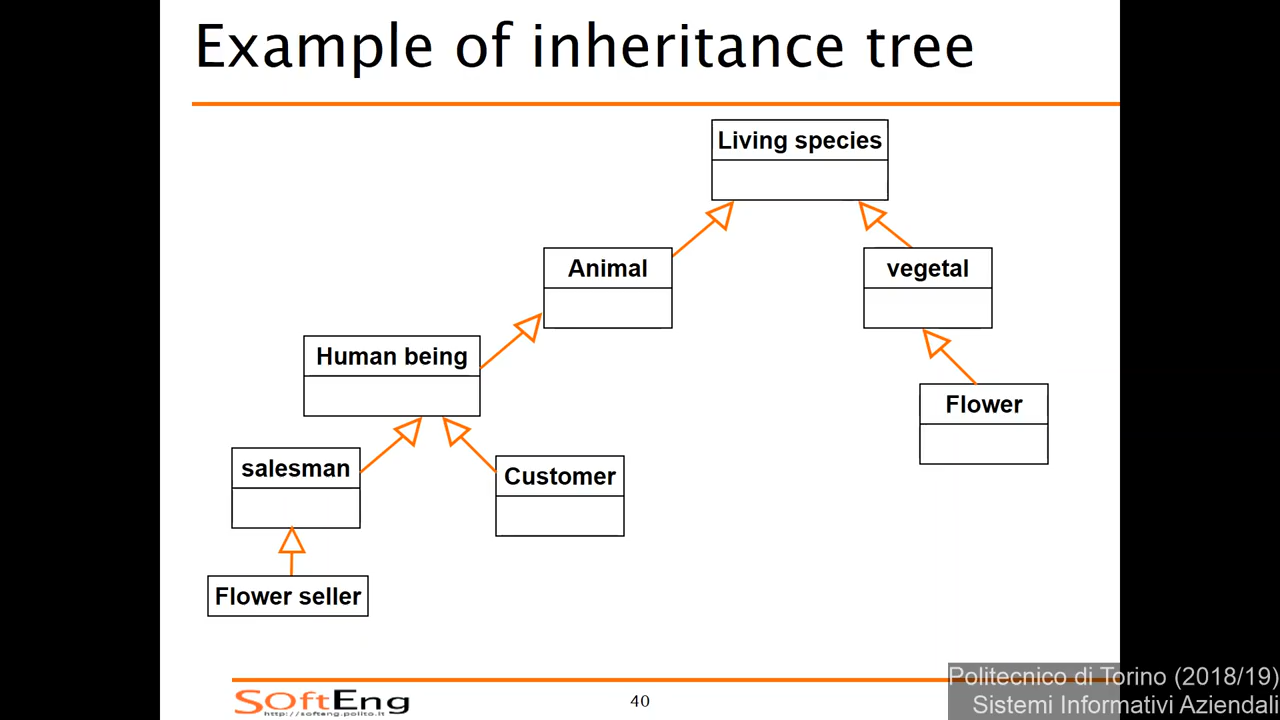 Example of inheritance tree
Living species
Animal
vegetal
Human being
Flower
salesman
Customer
Flower seller
SoftEng
http://softeng.polito.it
40
Politecnico di Torino (2018/19)
Sistemi Informativi Aziendali